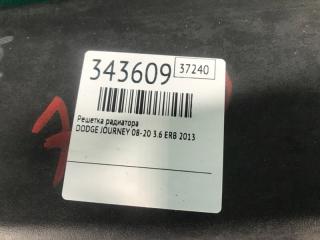 343609 37240
Решетка радиатора
DODGE JOURNEY 08-20 3.6 ERB 2013